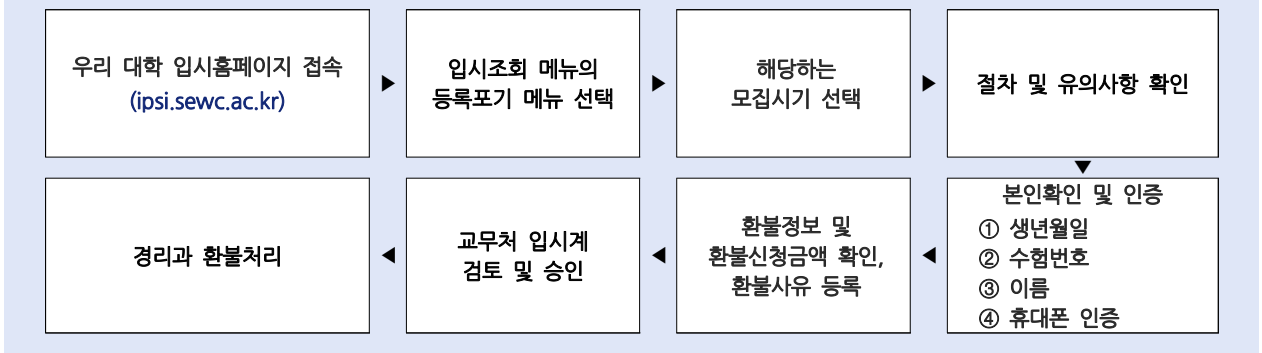 우리 대학 입시홈페이지 접속
(ipsi.sewc.ac.kr)
▶
입시조회 메뉴의
등록포기 메뉴 선택
▶
해당하는
모집시기 선택
▶
절차 및 유의사항 확인
▼
본인확인 및 인증
① 생년월일
② 수험번호
③ 이름
④ 휴대폰 인증
◀
환불정보 및
환불신청금액 확인,
환불사유 등록
◀
교무처 입시계
검토 및 승인
◀
경리과 환불처리